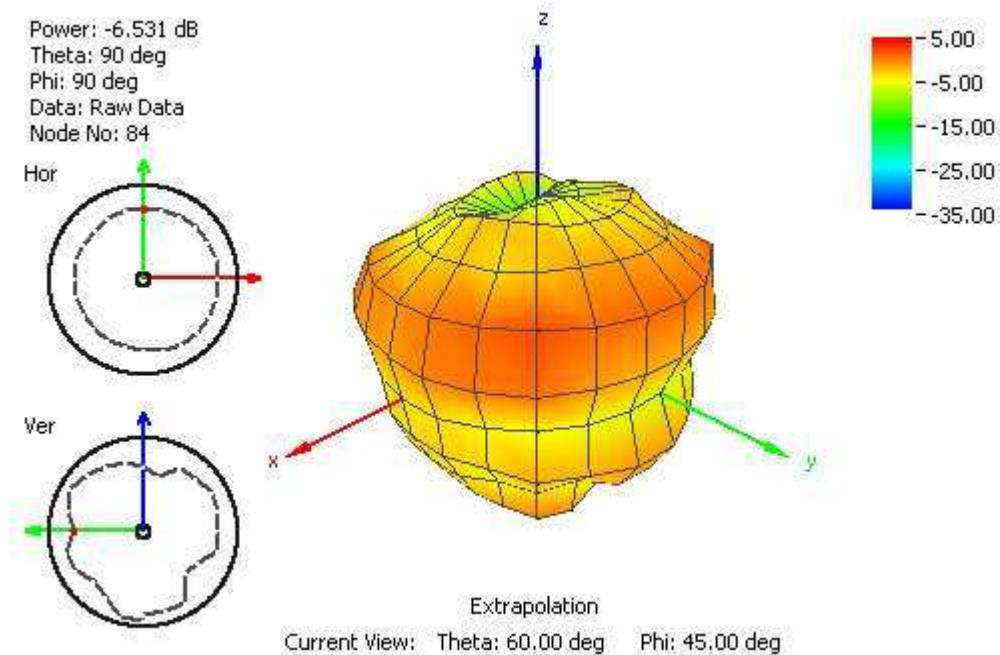 Power: -6.531 dB
Theta: 90 deg
Phi: 90 deg
Data: Raw Data
Node No: 84
Hor
Ver
z
x
y
5.00
-5.00
-15.00
-25.00
-35.00
Extrapolation
Current View: Theta: 60.00 deg Phi: 45.00 deg